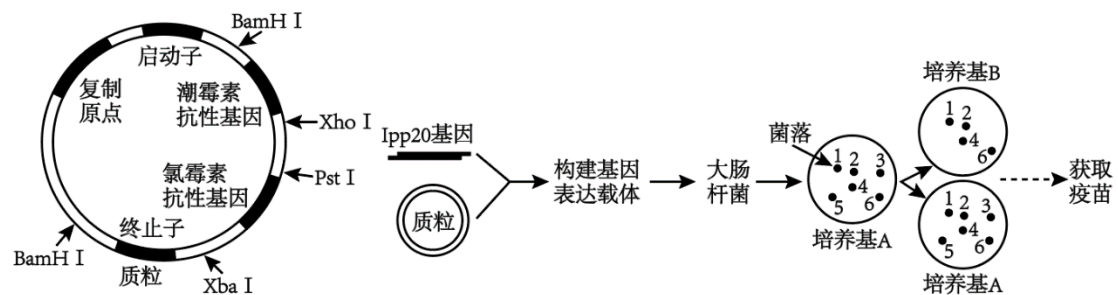 BamH I
启动子
复制
原点
潮霉素
抗性基因
Xho I
氯霉素
抗性基因
Pst I
终止子
BamH I
质粒
Xba I
Ipp20基因
质粒
构建基因
表达载体
大肠
杆菌
菌落
1 2 3
4
5 6
培养基A
培养基B
1 2
4
6
1 2 3
4
5 6
培养基A
获取
疫苗